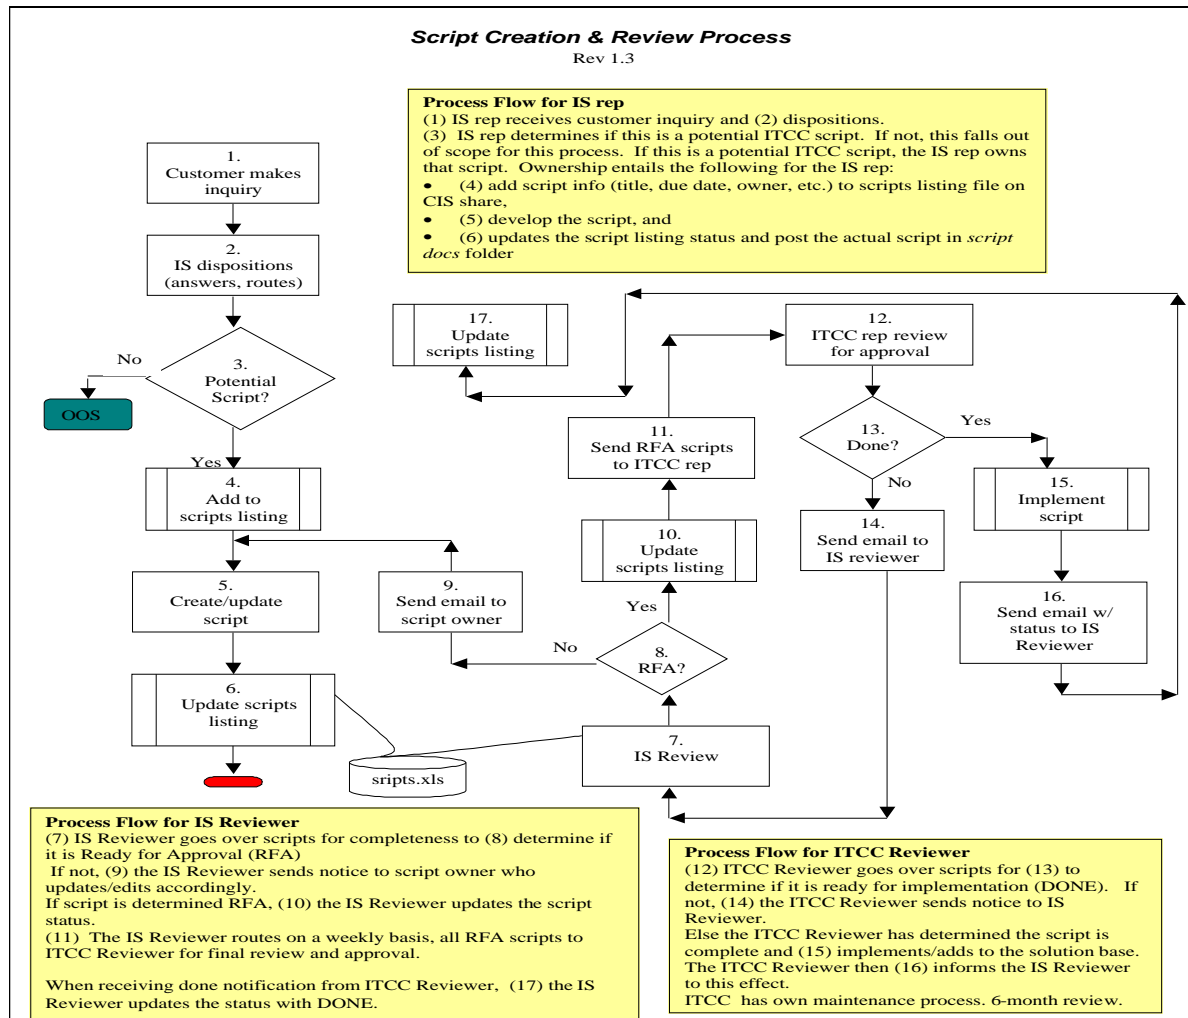 Script Creation & Review Process
Rev 1.3
Process Flow for IS rep
(1) IS rep receives customer inquiry and (2) dispositions.
(3)  IS rep determines if this is a potential ITCC script.  If not, this falls out
of scope for this process.  If this is a potential ITCC script, the IS rep owns
that script.  Ownership entails the following for the IS rep:
•     (4) add script info (title, due date, owner, etc.) to scripts listing file on
CIS share,
•     (5) develop the script, and
•     (6) updates the script listing status and post the actual script in script
docs folder
1.
Customer makes
inquiry
2.
IS dispositions
(answers, routes)
3.
Potential
Script?
No
OOS
Yes
4.
Add to
scripts listing
5.
Create/update
script
6.
Update scripts
listing
sripts.xls
7.
IS Review
8.
RFA?
No
9.
Send email to
script owner
Yes
10.
Update
scripts listing
11.
Send RFA scripts
to ITCC rep
12.
ITCC rep review
for approval
13.
Done?
Yes
No
14.
Send email to
IS reviewer
15.
Implement
script
16.
Send email w/
status to IS
Reviewer
17.
Update
scripts listing
Process Flow for IS Reviewer
(7) IS Reviewer goes over scripts for completeness to (8) determine if
it is Ready for Approval (RFA)
If not, (9) the IS Reviewer sends notice to script owner who
updates/edits accordingly.
If script is determined RFA, (10) the IS Reviewer updates the script
status.
(11)  The IS Reviewer routes on a weekly basis, all RFA scripts to
ITCC Reviewer for final review and approval.
When receiving done notification from ITCC Reviewer,  (17) the IS
Reviewer updates the status with DONE.
Process Flow for ITCC Reviewer
(12) ITCC Reviewer goes over scripts for (13) to
determine if it is ready for implementation (DONE).   If
not, (14) the ITCC Reviewer sends notice to IS
Reviewer.
Else the ITCC Reviewer has determined the script is
complete and (15) implements/adds to the solution base.
The ITCC Reviewer then (16) informs the IS Reviewer
to this effect.
ITCC  has own maintenance process. 6-month review.